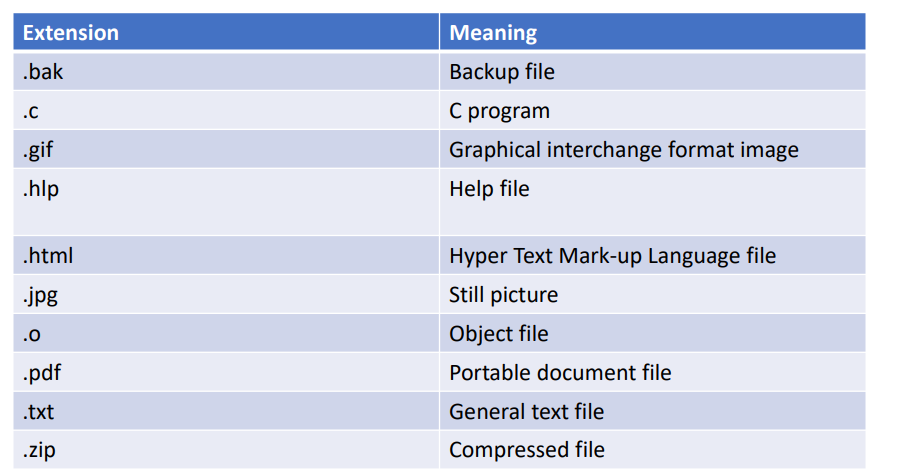 Extension Meaning
.bak Backup file
.c C program
.gif Graphical interchange format image
.hlp Help file
.html Hyper Text Mark-up Language file
.jpg Still picture
.o Object file
.pdf Portable document file
.txt General text file
.zip Compressed file